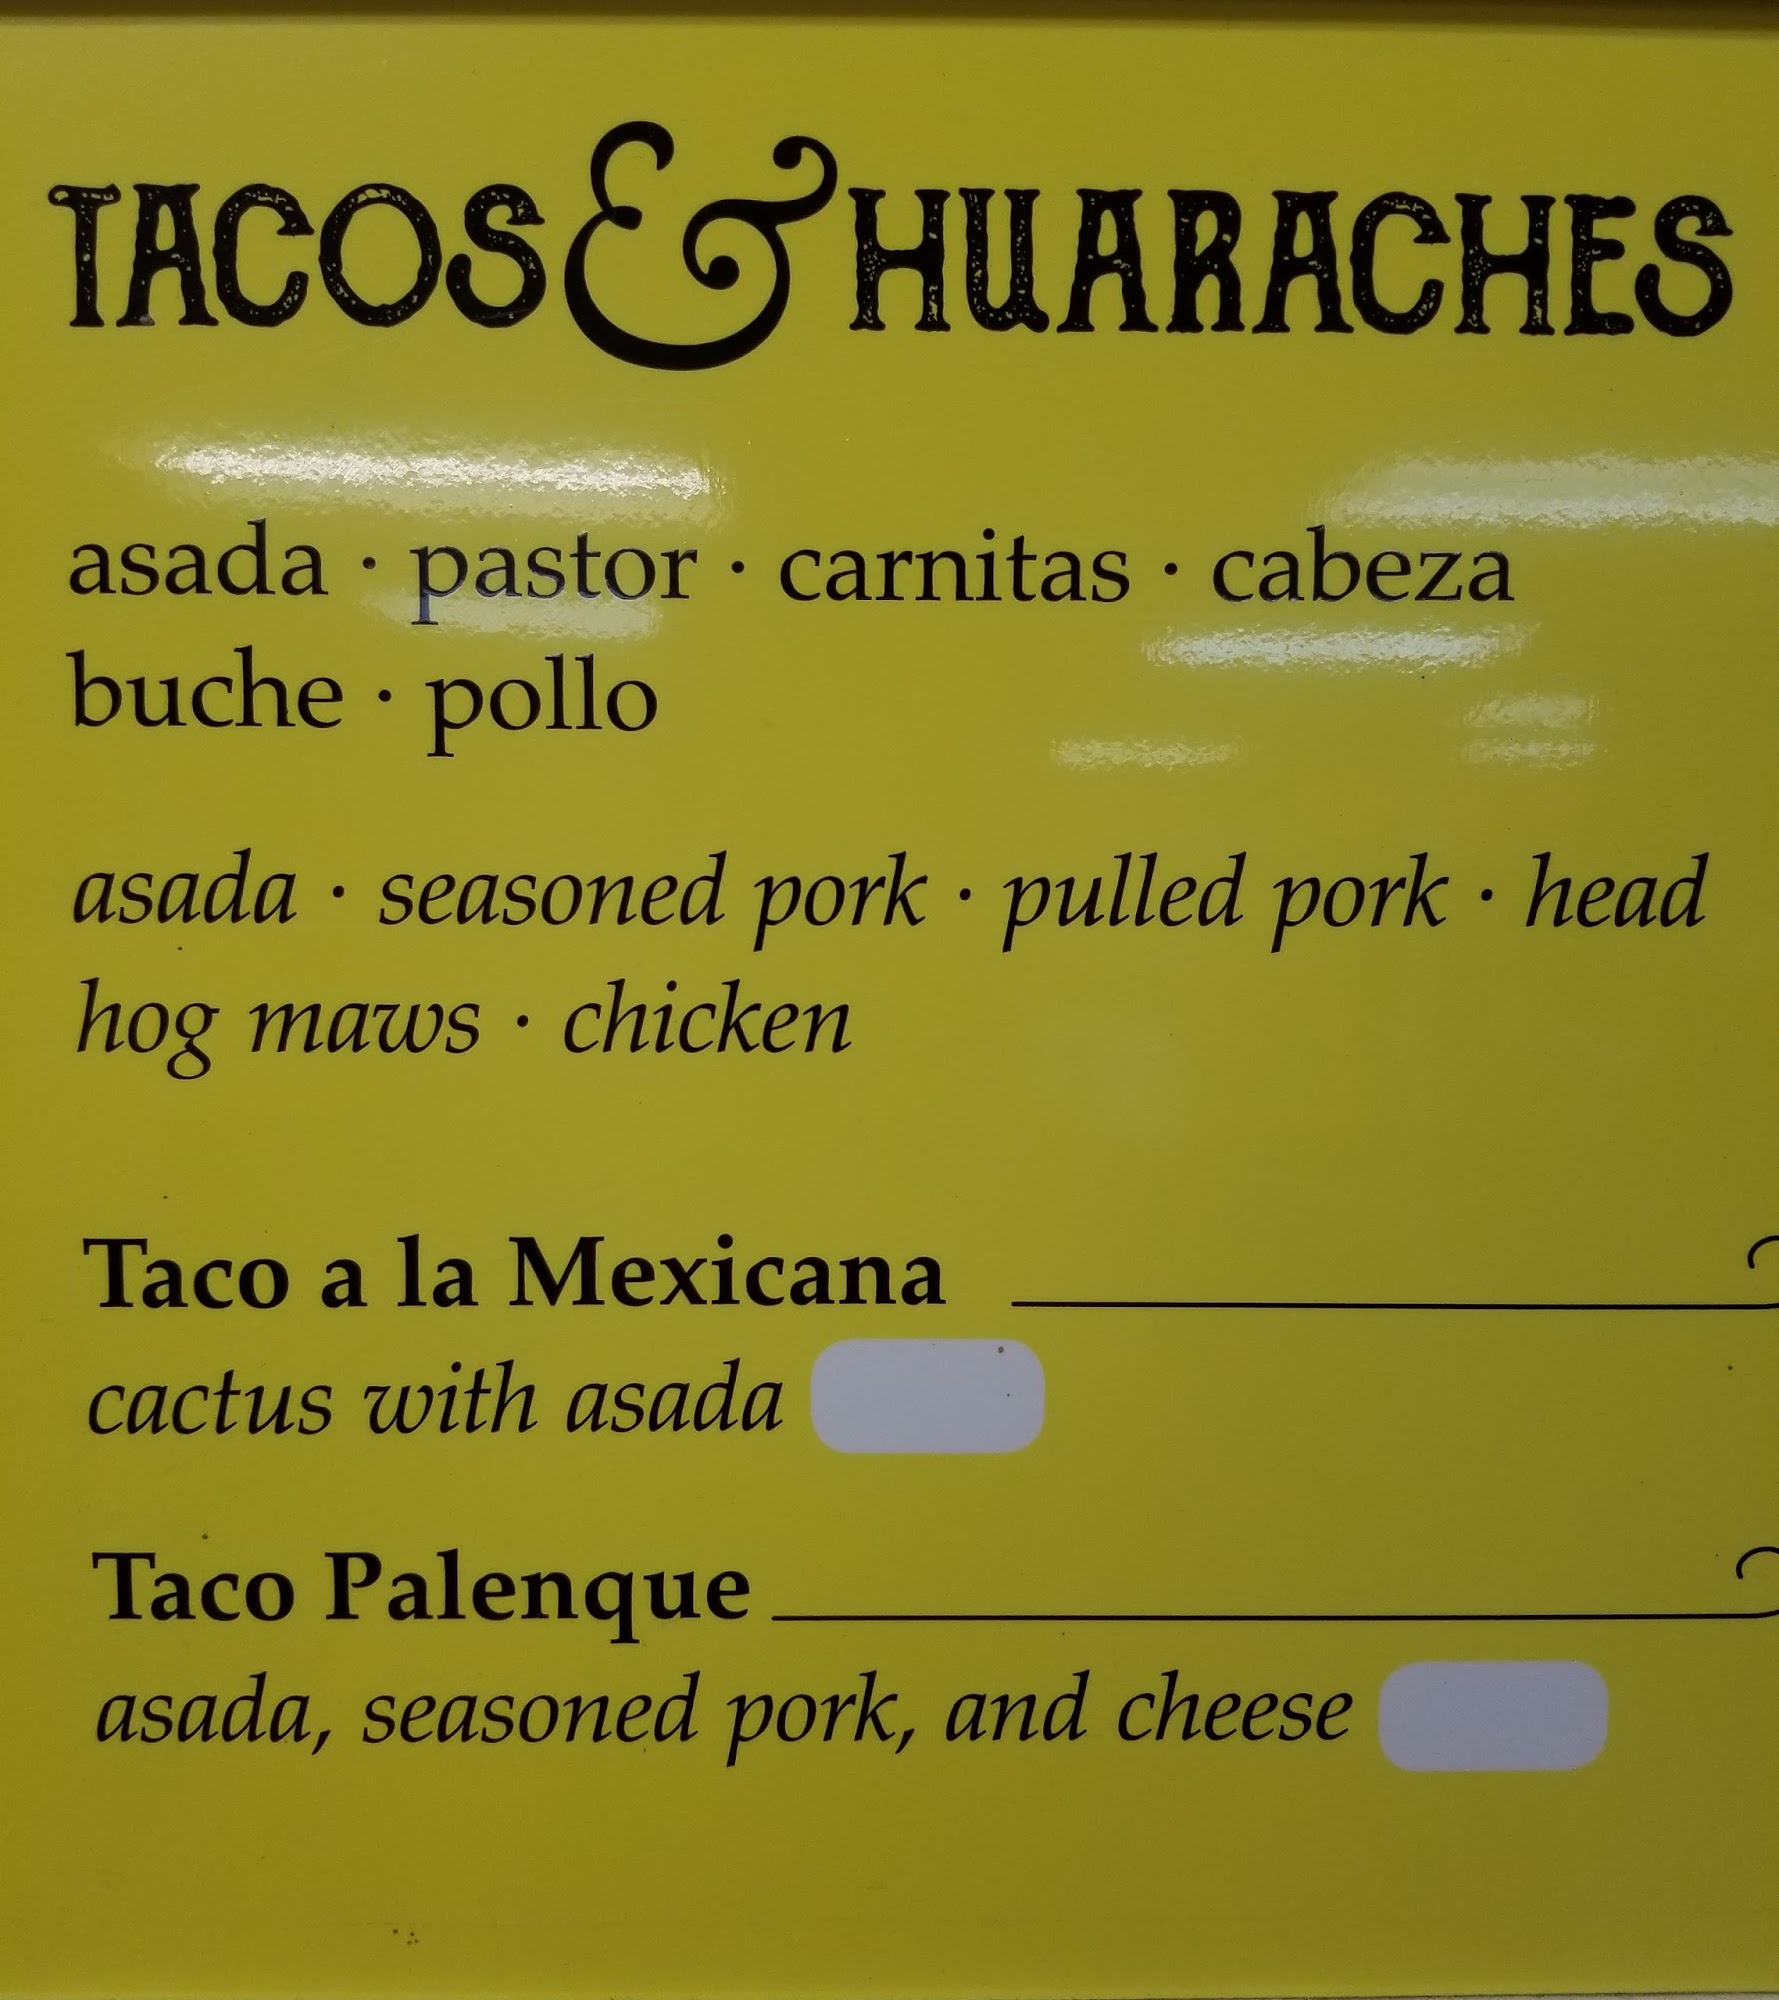 TACOS & HUARACHES
asada · pastor · carnitas · cabeza
buche · pollo
asada · seasoned pork · pulled pork · head
hog maws · chicken
Taco a la Mexicana
cactus with asada
Taco Palenque
asada, seasoned pork, and cheese